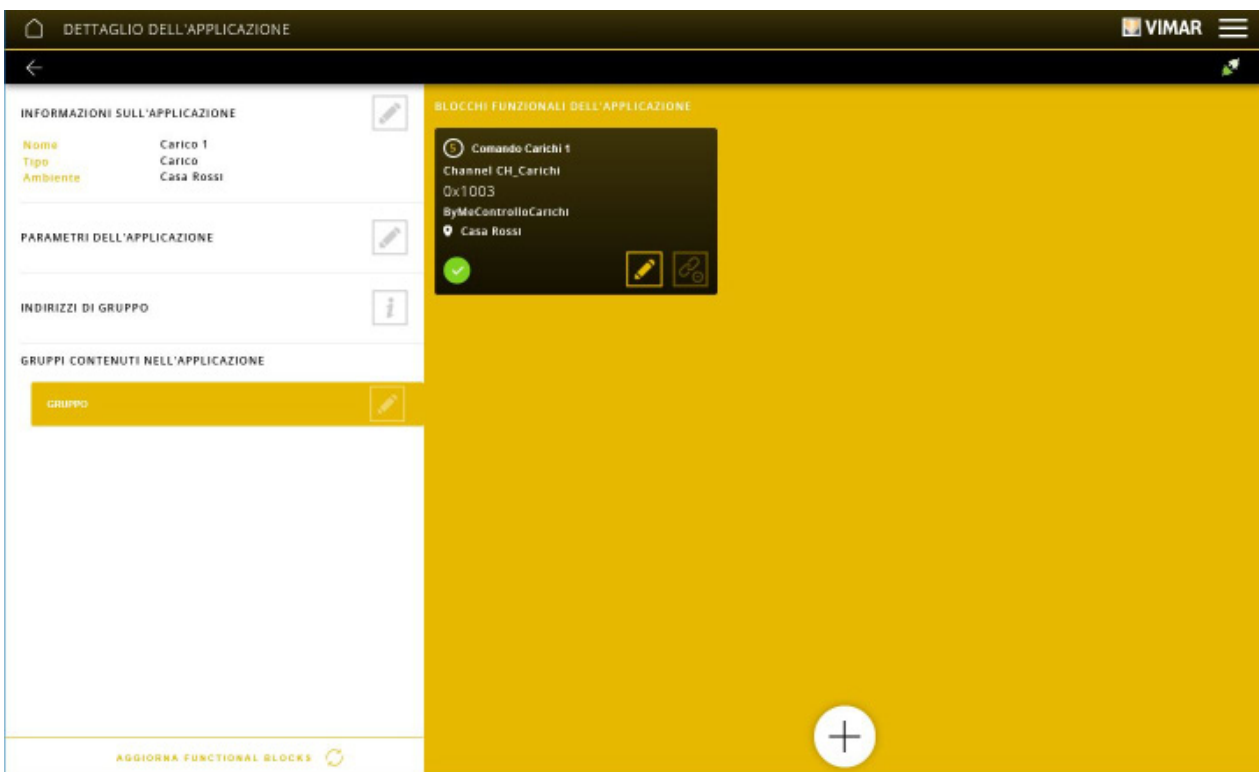 DETTAGLIO DELL'APPLICAZIONE
VIMAR
INFORMAZIONI SULL'APPLICAZIONE
Nome Carico 1
Tipo Carico
Ambiente Casa Rossi
PARAMETRI DELL'APPLICAZIONE
INDIRIZZI DI GRUPPO
i
GRUPPI CONTENUTI NELL'APPLICAZIONE
GRUPPO
AGGIORNA FUNCTIONAL BLOCKS
BLOCCHI FUNZIONALI DELL'APPLICAZIONE
5 Comando Carichi 1
Channel CH_Carichi
0x1003
ByMeControlloCarichi
Casa Rossi